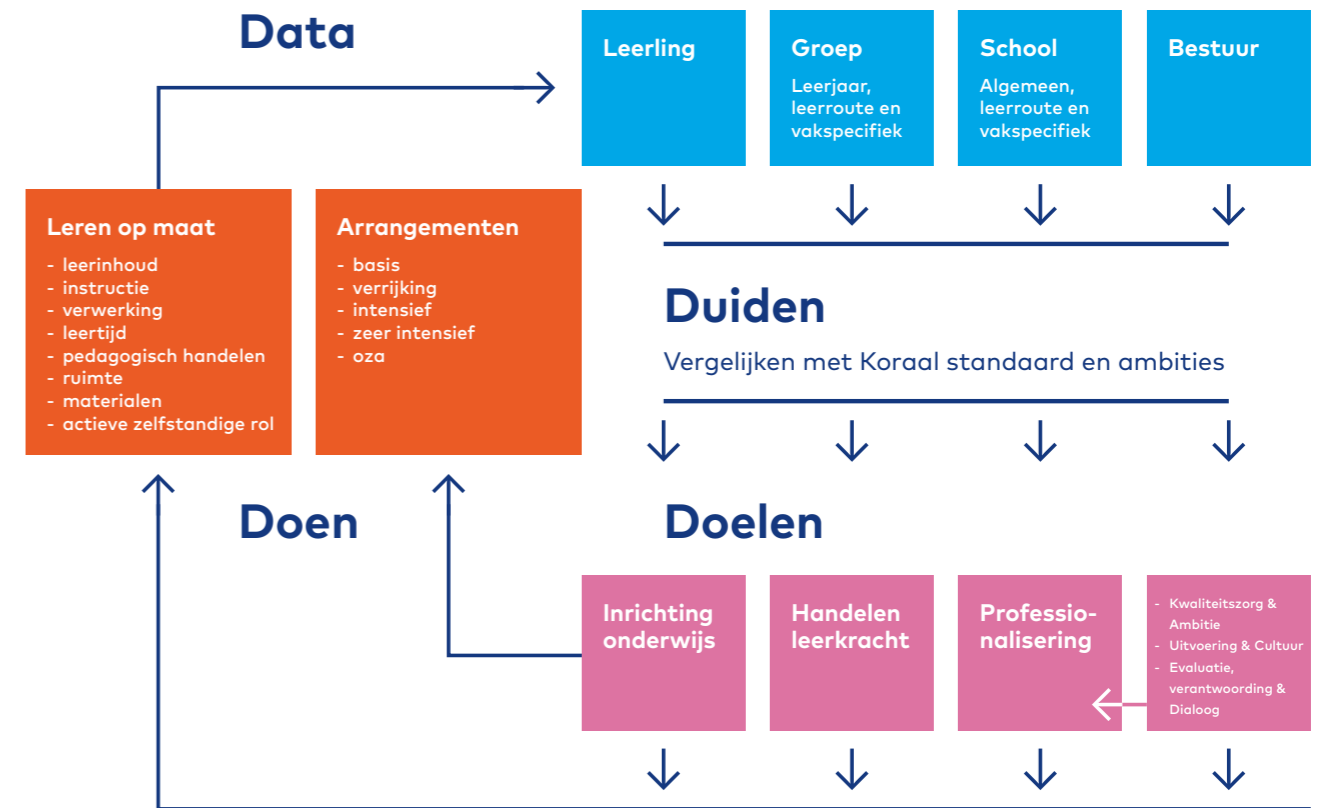 Data
Leerling
Groep
Leerjaar,
leerroute en
vakspecifiek
School
Algemeen,
leerroute en
vakspecifiek
Bestuur
Leren op maat
- leerinhoud
- instructie
- verwerking
- leertijd
- pedagogisch handelen
- ruimte
- materialen
- actieve zelfstandige rol
Arrangementen
- basis
- verrijking
- intensief
- zeer intensief
- oza
Duiden
Vergelijken met Koraal standaard en ambities
Doen
Doelen
Inrichting
onderwijs
Handelen
leerkracht
Professio-
nalisering
- Kwaliteitszorg &
Ambitie
- Uitvoering & Cultuur
- Evaluatie,
verantwoording &
Dialoog